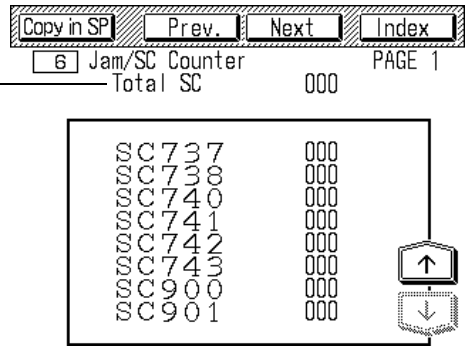 Copy in SP Prev. Next Index
6 Jam/SC Counter PAGE 1
Total SC 000
SC737 000
SC738 000
SC740 000
SC741 000
SC742 000
SC743 000
SC900 000
SC901 000
↑
↓